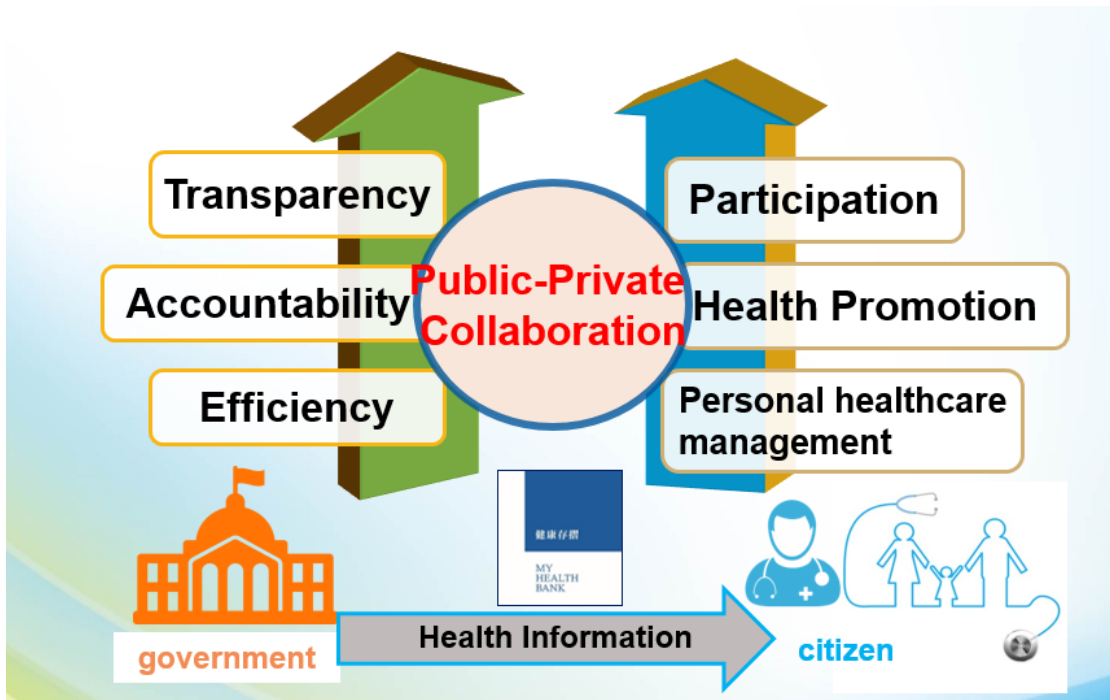 Transparency
Accountability
Efficiency
Public-Private
Collaboration
Participation
Health Promotion
Personal healthcare
management
健康存摺
MY
HEALTH
BANK
government
Health Information
citizen